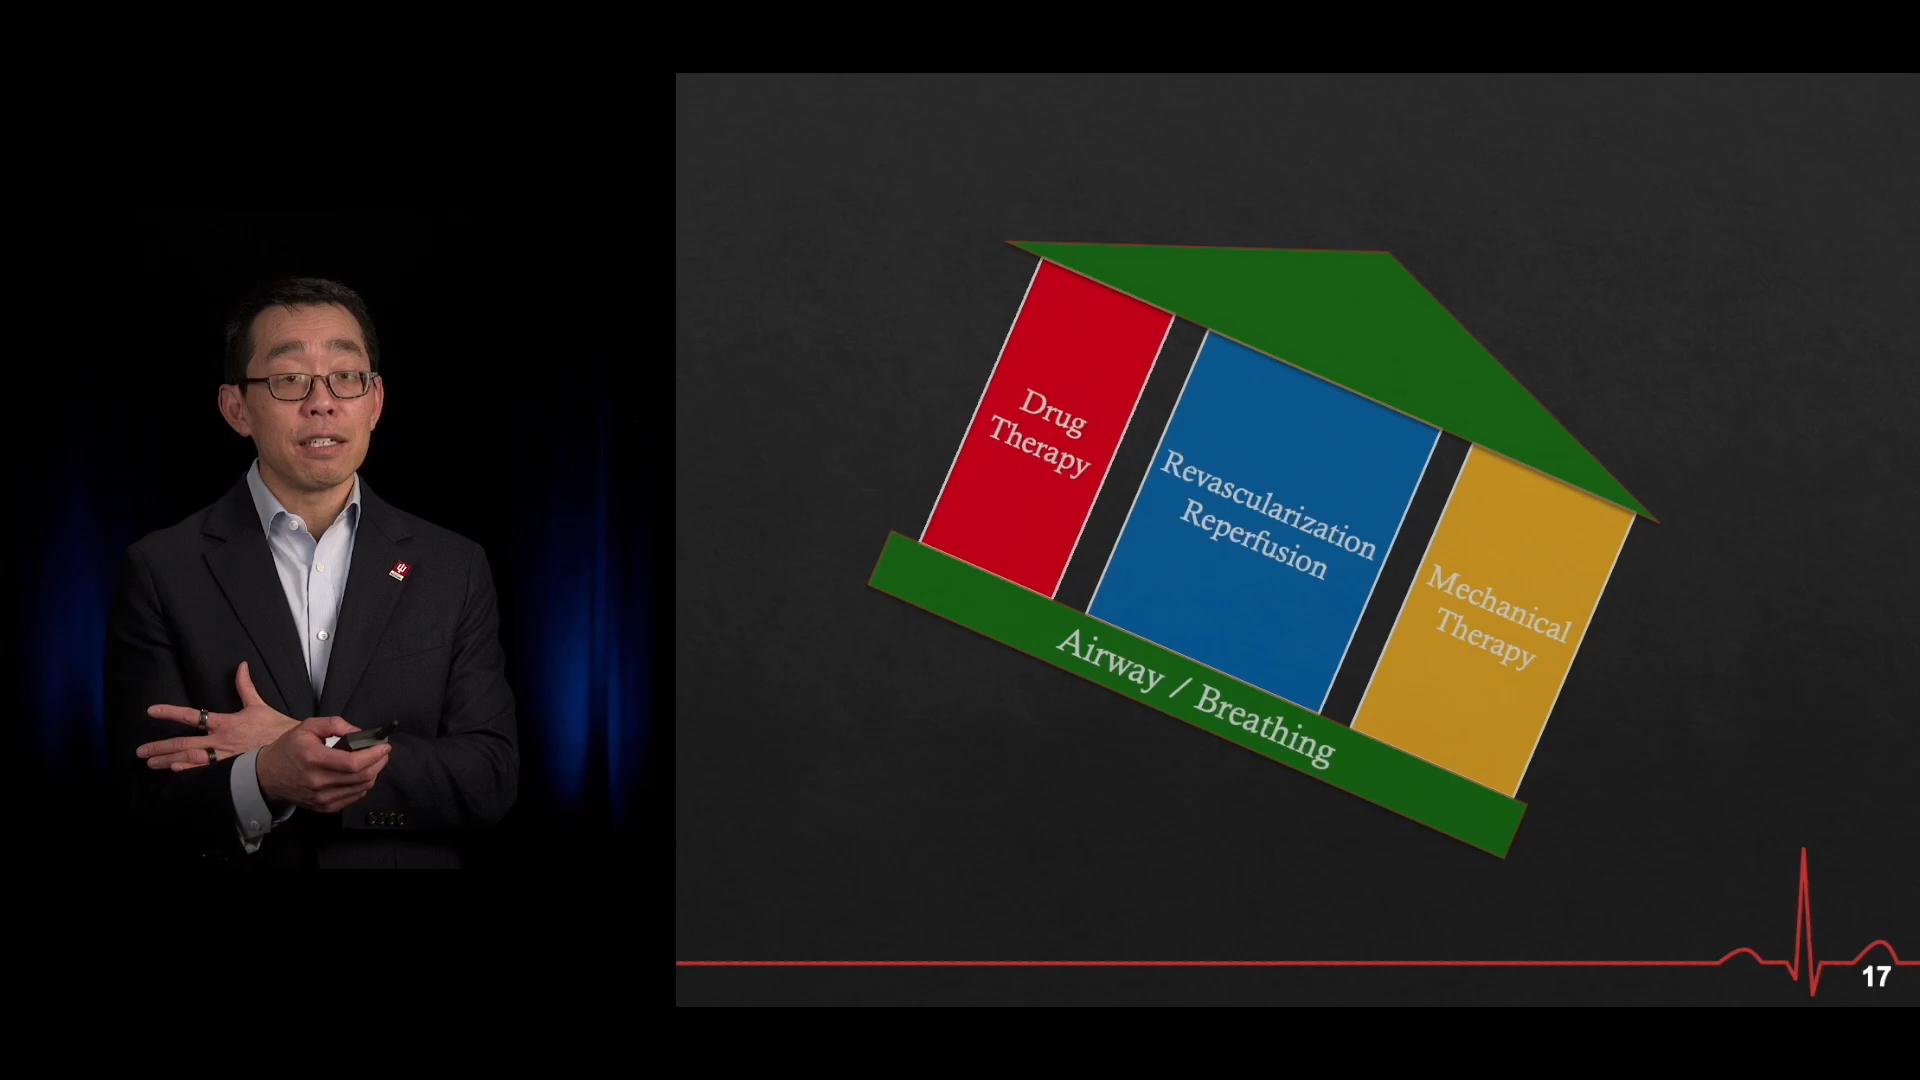 Drug
Therapy
Revascularization
Reperfusion
Mechanical
Therapy
Airway / Breathing
17